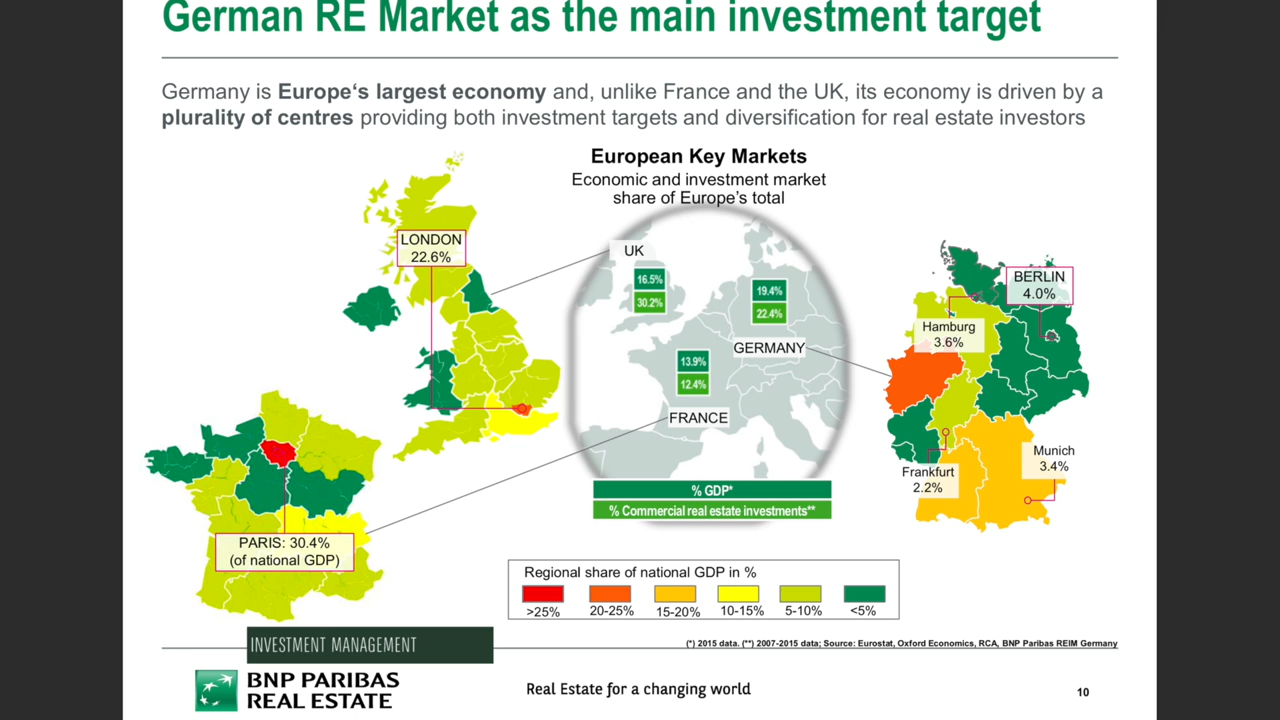 German RE Market as the main investment target
Germany is Europe‘s largest economy and, unlike France and the UK, its economy is driven by a
plurality of centres providing both investment targets and diversification for real estate investors
European Key Markets
Economic and investment market
share of Europe’s total
LONDON
22.6%
UK
16.5%
30.2%
19.4%
22.4%
GERMANY
13.9%
12.4%
FRANCE
BERLIN
4.0%
Hamburg
3.6%
Munich
3.4%
Frankfurt
2.2%
% GDP*
% Commercial real estate investments**
PARIS: 30.4%
(of national GDP)
Regional share of national GDP in %
>25% 20-25% 15-20% 10-15% 5-10% <5%
INVESTMENT MANAGEMENT
(*) 2015 data. (**) 2007-2015 data; Source: Eurostat, Oxford Economics, RCA, BNP Paribas REIM Germany
BNP PARIBAS
REAL ESTATE
Real Estate for a changing world
10